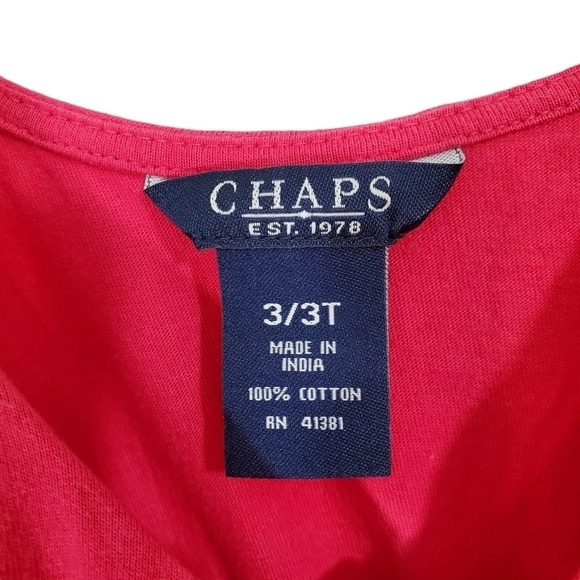 CHAPS
EST. 1978
3/3T
MADE IN
INDIA
100% COTTON
RN 41381